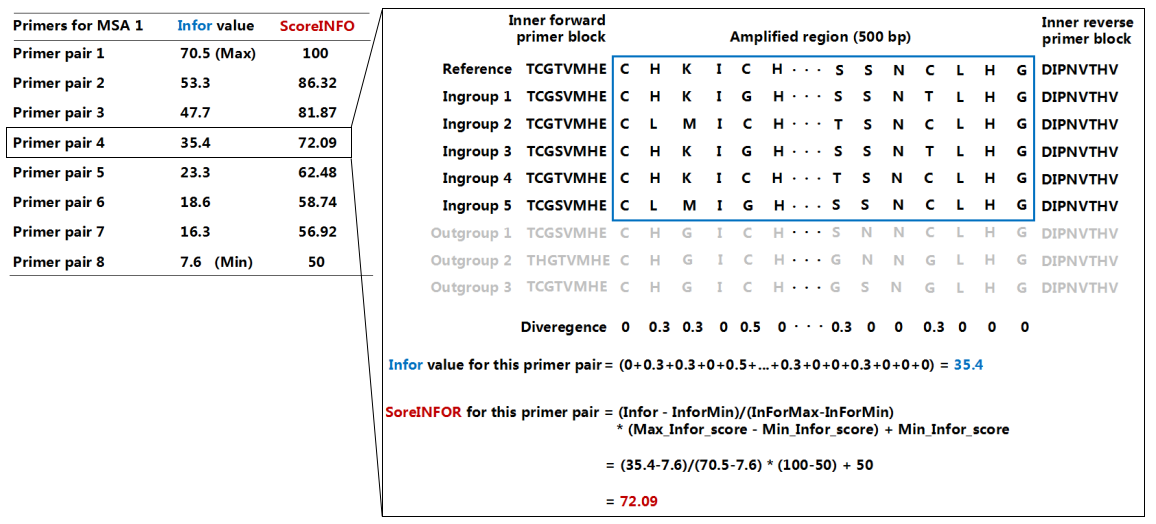 Primers for MSA 1 Infor value ScoreINFO
Primer pair 1 70.5 (Max) 100
Primer pair 2 53.3 86.32
Primer pair 3 47.7 81.87
Primer pair 4 35.4 72.09
Primer pair 5 23.3 62.48
Primer pair 6 18.6 58.74
Primer pair 7 16.3 56.92
Primer pair 8 7.6 (Min) 50
Inner forward
primer block
Amplified region (500 bp)
Inner reverse
primer block
Reference TCGTVMHE C H K I C H · · · S S N C L H G DIPNVTHV
Ingroup 1 TCGSVMHE C H K I G H · · · S S N T L H G DIPNVTHV
Ingroup 2 TCGTVMHE C L M I C H · · · T S N C L H G DIPNVTHV
Ingroup 3 TCGSVMHE C H K I G H · · · S S N T L H G DIPNVTHV
Ingroup 4 TCGTVMHE C H K I C H · · · T S N C L H G DIPNVTHV
Ingroup 5 TCGSVMHE C L M I G H · · · S S N C L H G DIPNVTHV
Outgroup 1 TCGSVMHE C H G I C H · · · S N N C L H G DIPNVTHV
Outgroup 2 THGTVMHE C H G I C H · · · G N N G L H G DIPNVTHV
Outgroup 3 TCGTVMHE C H G I C H · · · G S N G L H G DIPNVTHV
Diveregence 0 0.3 0.3 0 0.5 0 · · · 0.3 0 0 0.3 0 0 0
Infor value for this primer pair = (0+0.3+0.3+0+0.5+...+0.3+0+0+0.3+0+0+0) = 35.4
SoreINFOR for this primer pair = (Infor - InforMin)/(InForMax-InForMin)
* (Max_Infor_score - Min_Infor_score) + Min_Infor_score
= (35.4-7.6)/(70.5-7.6) * (100-50) + 50
= 72.09